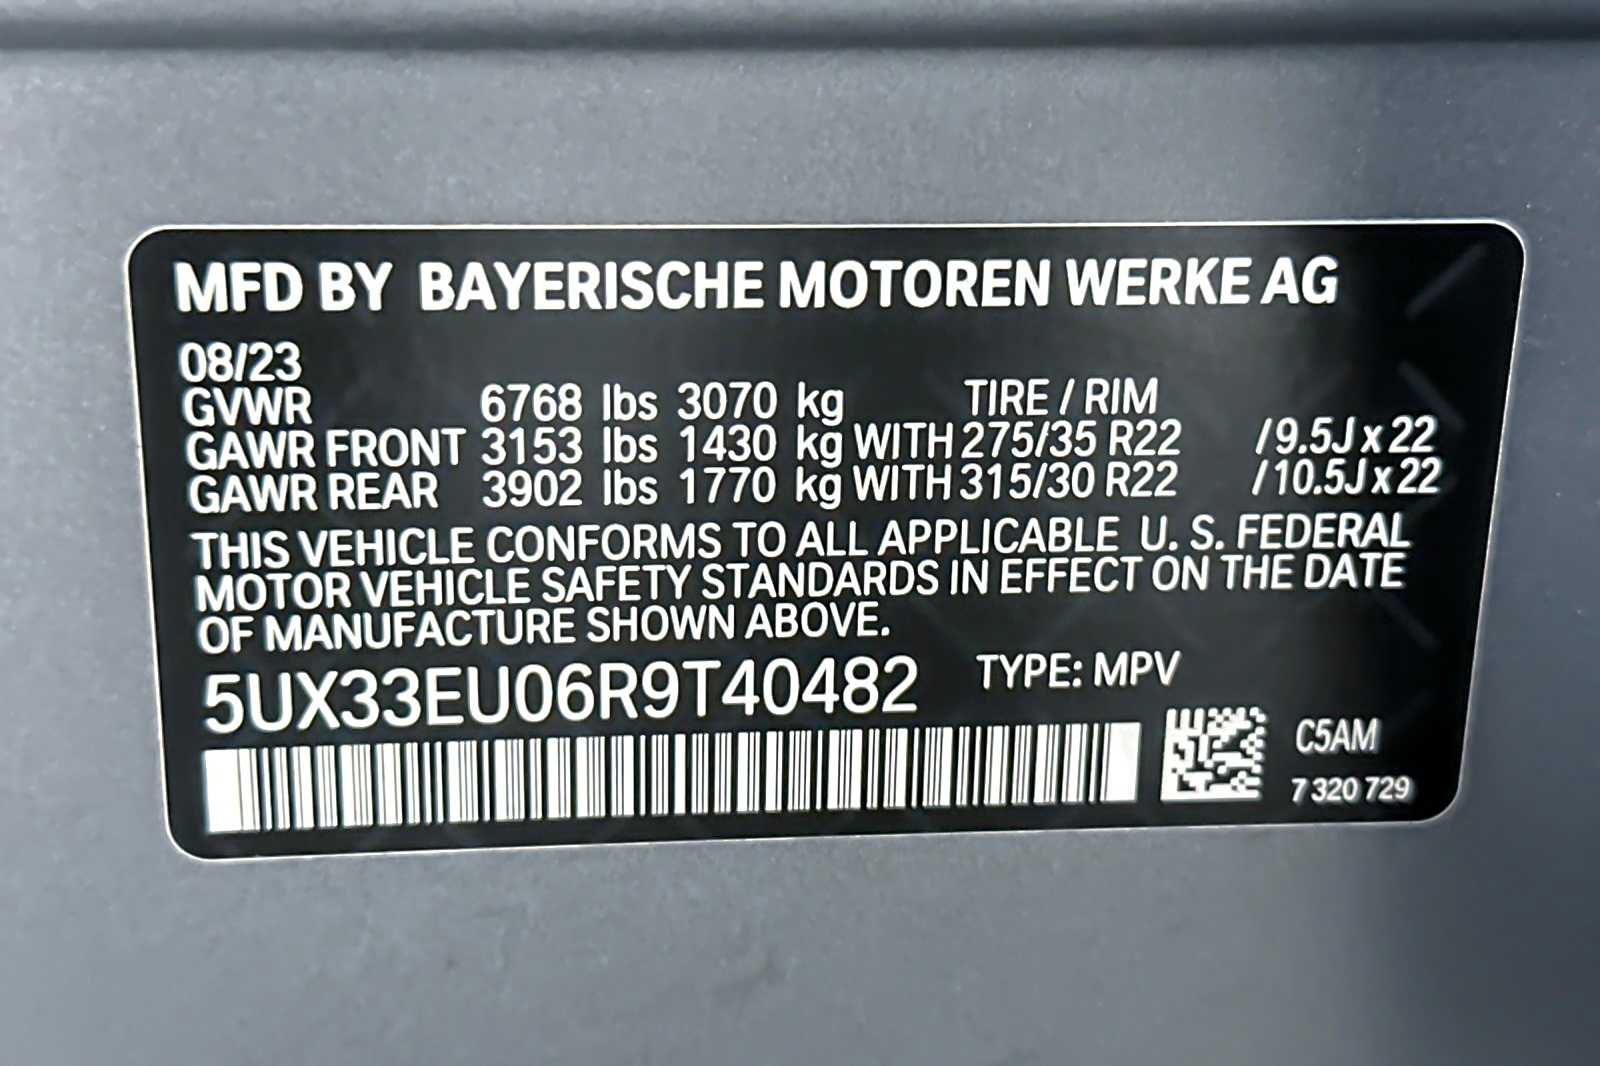 MFD BY BAYERISCHE MOTOREN WERKE AG
08/23
GVWR 6768 lbs 3070 kg TIRE / RIM
GAWR FRONT 3153 lbs 1430 kg WITH 275/35 R22 /9.5J x 22
GAWR REAR 3902 lbs 1770 kg WITH 315/30 R22 /10.5J x 22
THIS VEHICLE CONFORMS TO ALL APPLICABLE U. S. FEDERAL
MOTOR VEHICLE SAFETY STANDARDS IN EFFECT ON THE DATE
OF MANUFACTURE SHOWN ABOVE.
5UX33EU06R9T40482 TYPE: MPV
C5AM
7 320 729